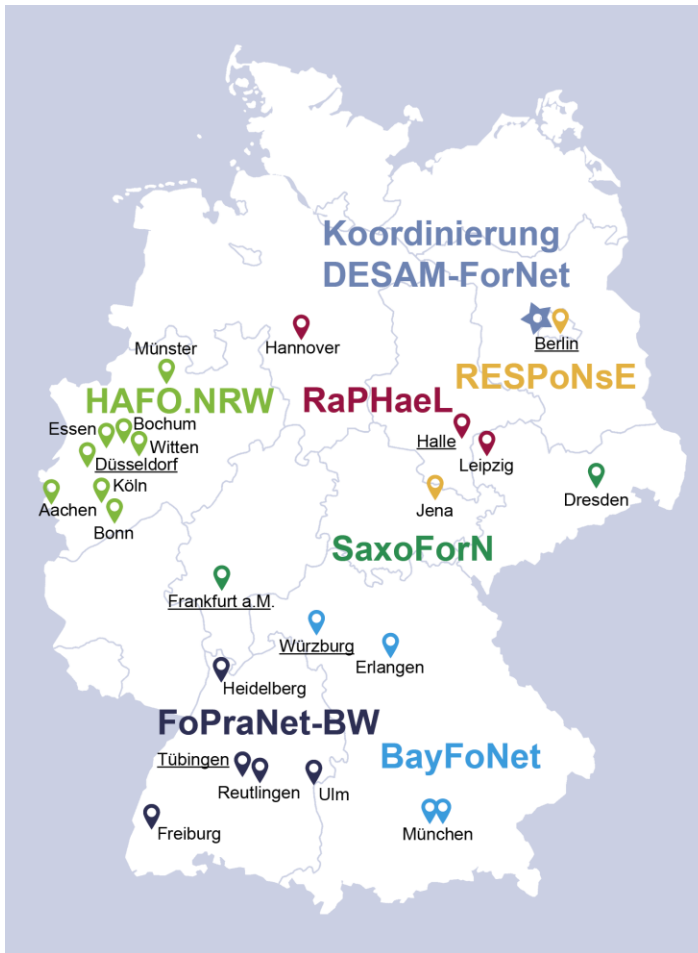 Koordinierung
DESAM-ForNet
Berlin
Hannover
Münster
RESPoNsE
HAFO.NRW
RaPHaeL
Bochum
Essen
Witten
Halle
Düsseldorf
Leipzig
Köln
Dresden
Aachen
Jena
Bonn
SaxoForN
Frankfurt a.M.
Würzburg
Erlangen
Heidelberg
FoPraNet-BW
Tübingen
BayFoNet
Reutlingen
Ulm
Freiburg
München